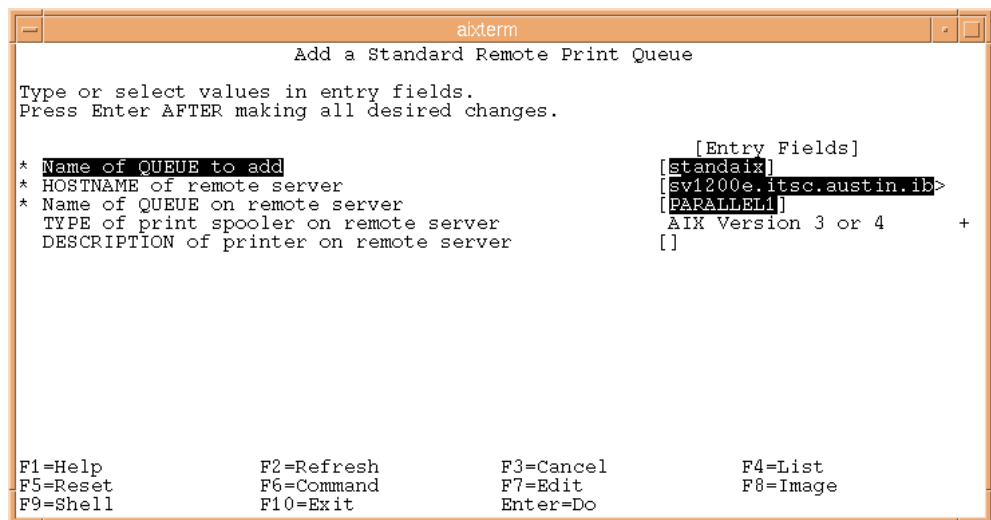 aixterm
Add a Standard Remote Print Queue
Type or select values in entry fields.
Press Enter AFTER making all desired changes.
[Entry Fields]
* Name of QUEUE to add [standaix]
* HOSTNAME of remote server [sv1200e.itsc.austin.ib>
* Name of QUEUE on remote server [PARALLEL1]
TYPE of print spooler on remote server AIX Version 3 or 4 +
DESCRIPTION of printer on remote server []
F1=Help F2=Refresh F3=Cancel F4=List
F5=Reset F6=Command F7=Edit F8=Image
F9=Shell F10=Exit Enter=Do